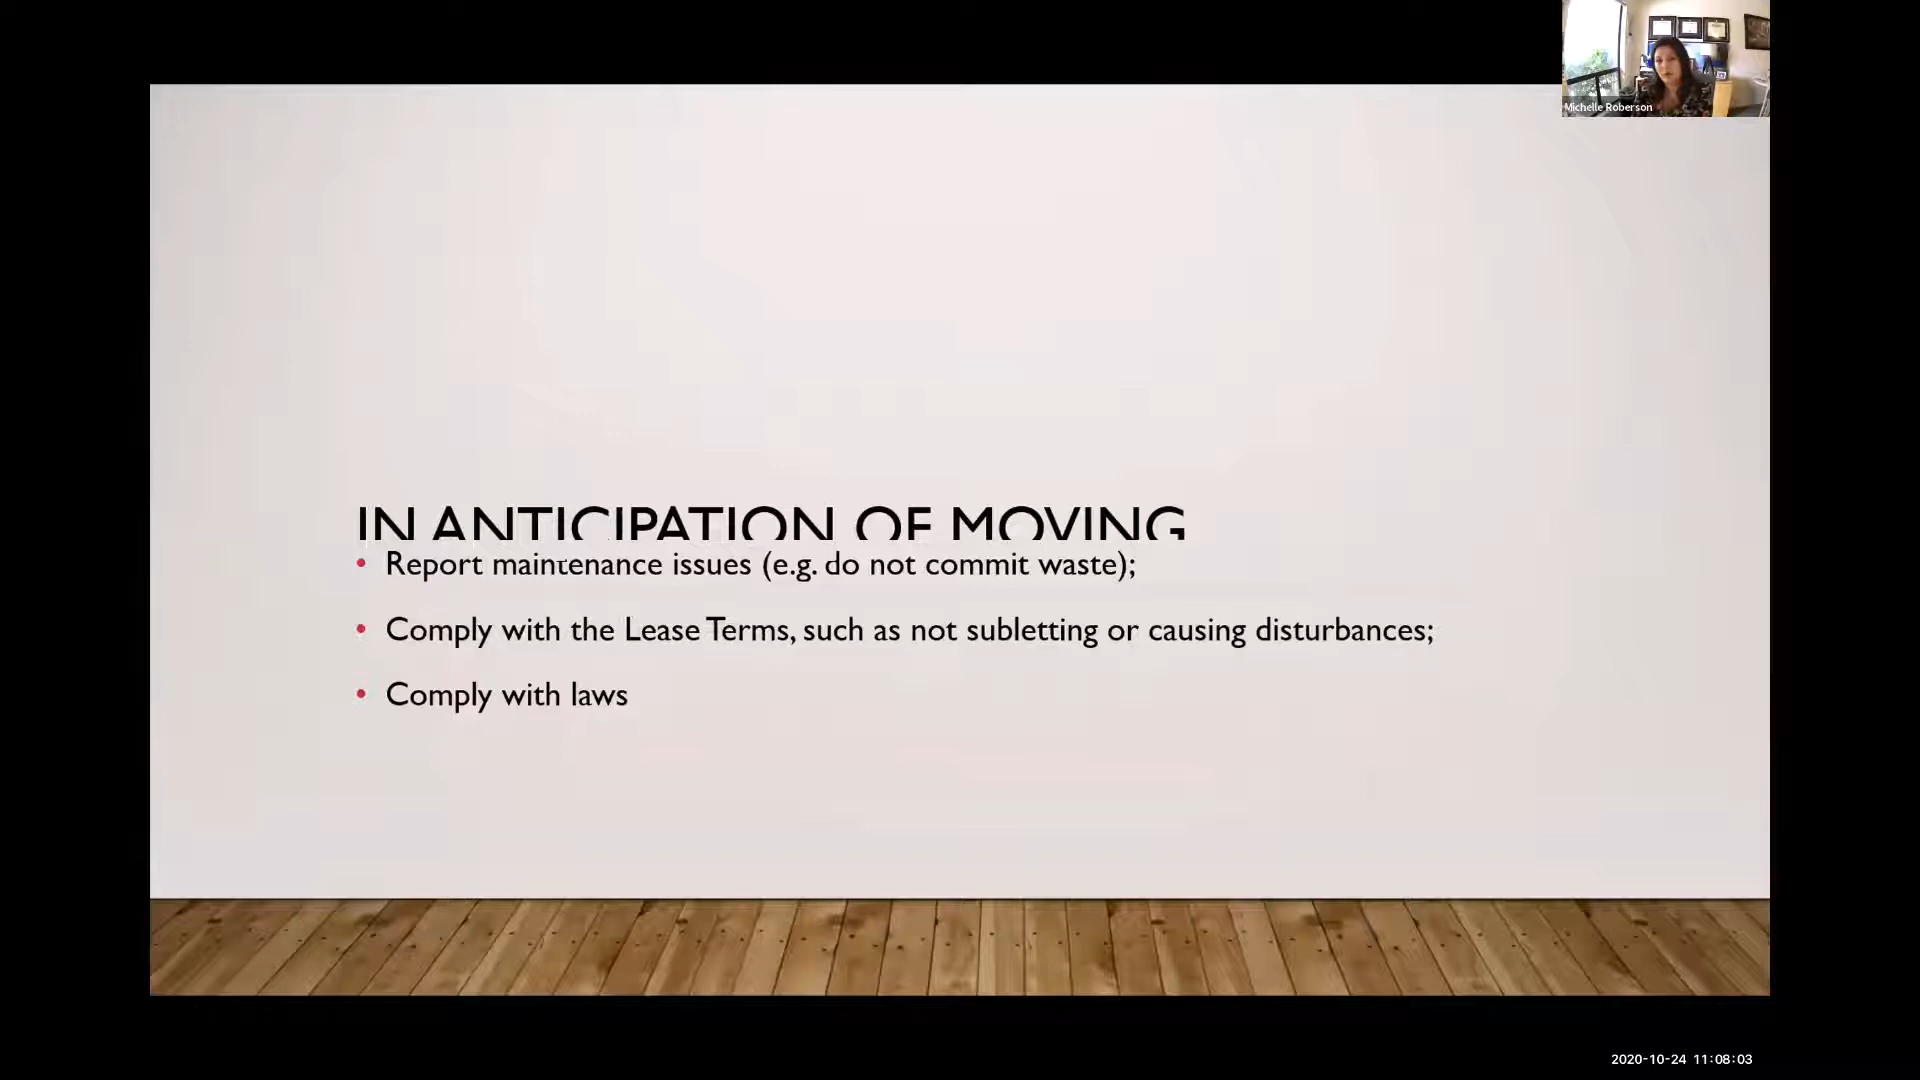 Michelle Roberson
IN ANTICIPATION OF MOVING
• Report maintenance issues (e.g. do not commit waste);
• Comply with the Lease Terms, such as not subletting or causing disturbances;
• Comply with laws
2020-10-24 11:08:03